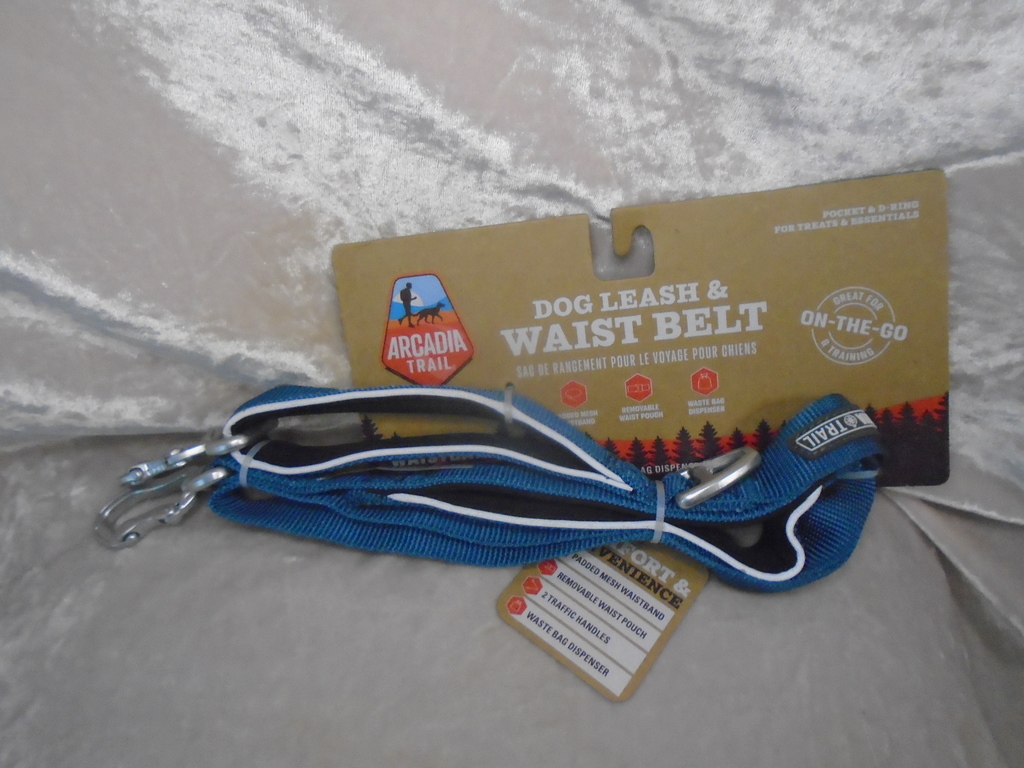 POCKET & D-RING
FOR TREATS & ESSENTIALS
DOG LEASH &
WAIST BELT
SAC DE RANGEMENT POUR LE VOYAGE POUR CHIENS
GREAT FOR
ON-THE-GO
& TRAINING
ARCADIA
TRAIL
REMOVABLE
WAIST POUCH
WASTE BAG
DISPENSER
MESH
TRAIL
BAG
&
PADDED MESH WAISTBAND
REMOVABLE WAIST POUCH
2 TRAFFIC HANDLES
WASTE BAG DISPENSER